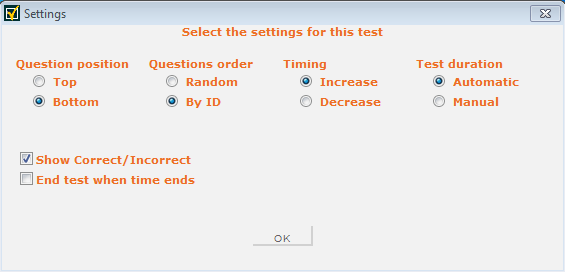 Settings
Select the settings for this test
Question position Questions order Timing Test duration
Top Random Increase Automatic
Bottom By ID Decrease Manual
Show Correct/Incorrect
End test when time ends
OK